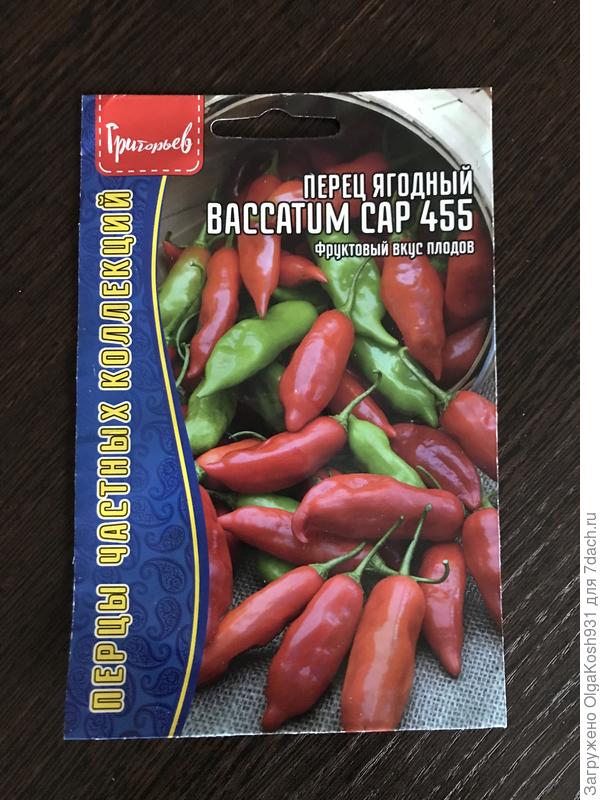 Григорьев
ПЕРЕЦ ЯГОДНЫЙ
BACCATUM CAP 455
фруктовый вкус плодов
ПЕРЦЫ ЧАСТНЫХ КОЛЛЕКЦИЙ
Загружено OlgaKosh931 для 7dach.ru